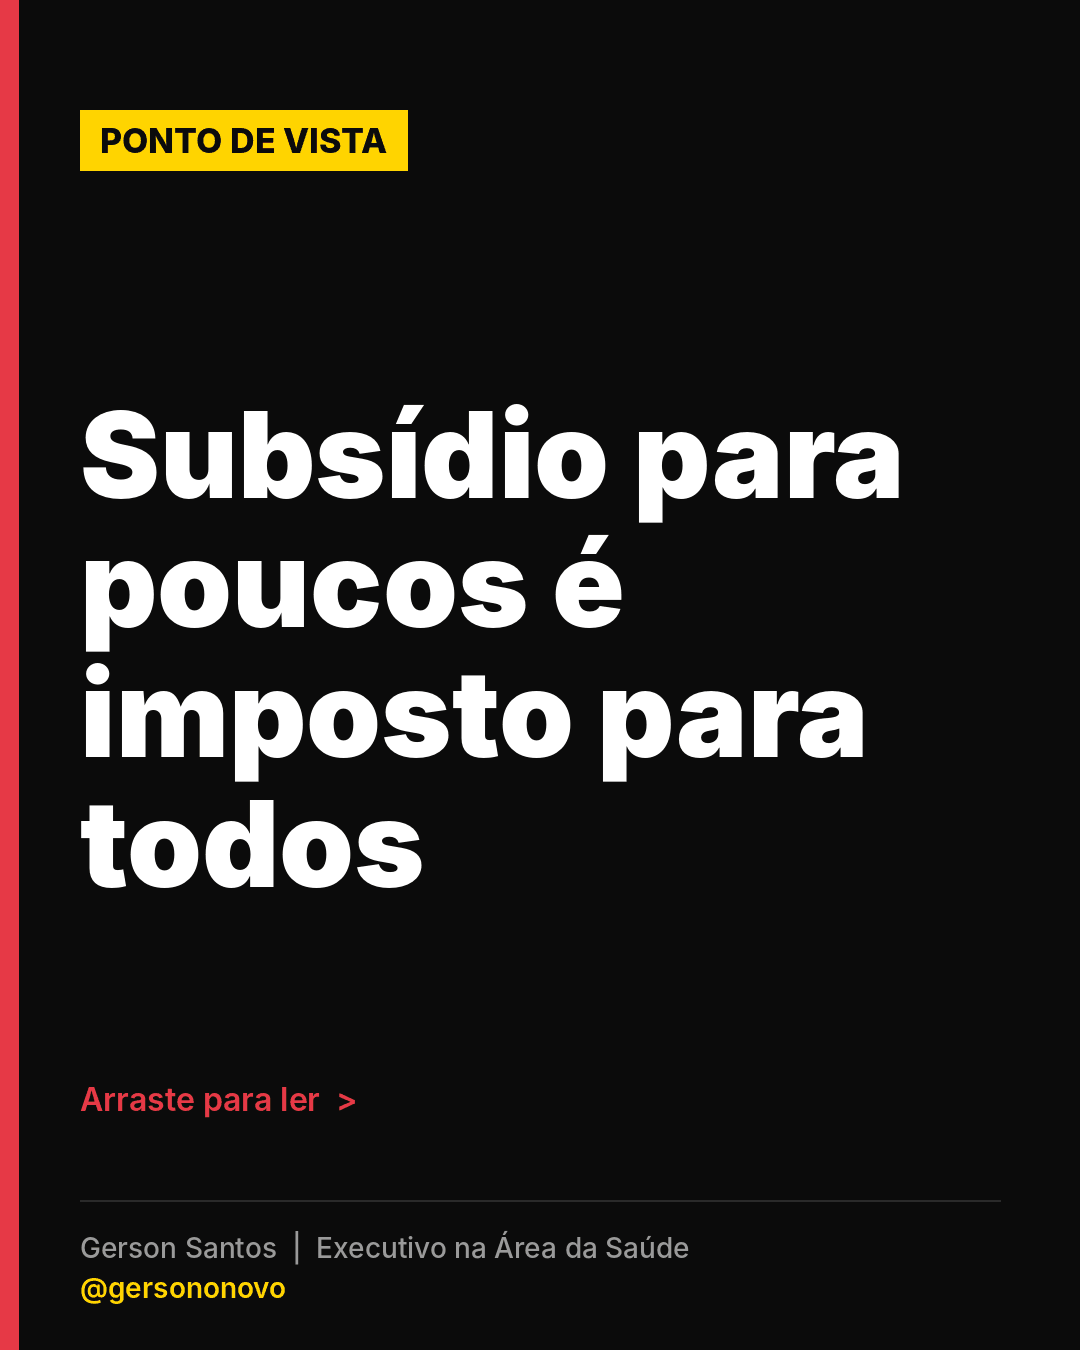 PONTO DE VISTA
Subsídio para
poucos é
imposto para
todos
Arraste para ler >
Gerson Santos | Executivo na Área da Saúde
@gersononovo